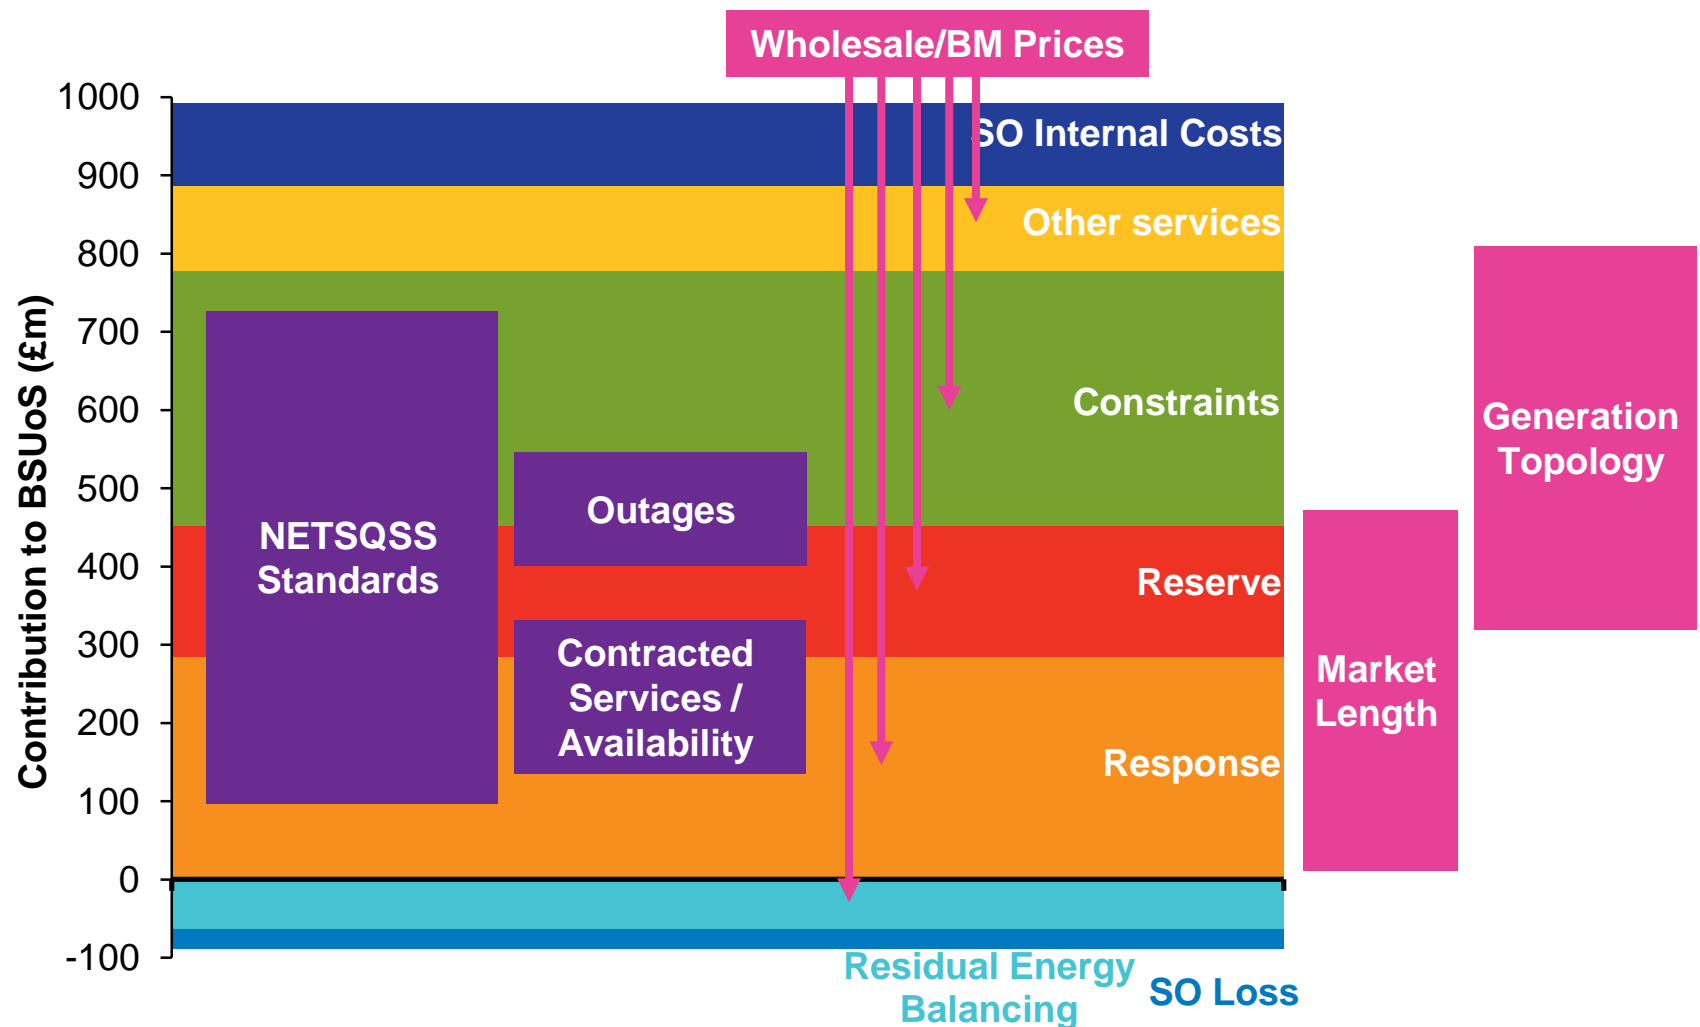 Wholesale/BM Prices
1000
900
800
700
600
500
400
300
200
100
0
-100
Contribution to BSUoS (£m)
SO Internal Costs
Other services
Constraints
Reserve
Response
NETSQSS
Standards
Outages
Contracted
Services /
Availability
Generation
Topology
Market
Length
Residual Energy
Balancing
SO Loss